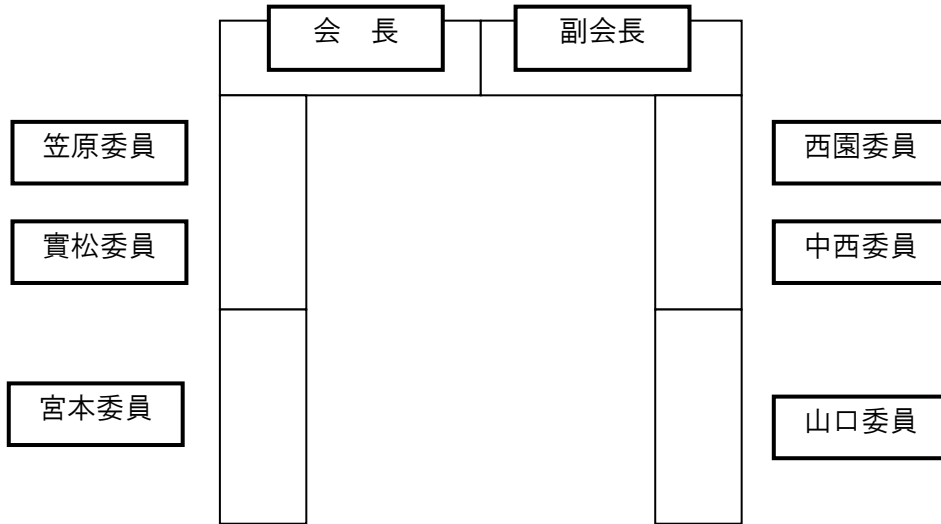 会　長
副会長
笠原委員
西園委員
實松委員
中西委員
宮本委員
山口委員